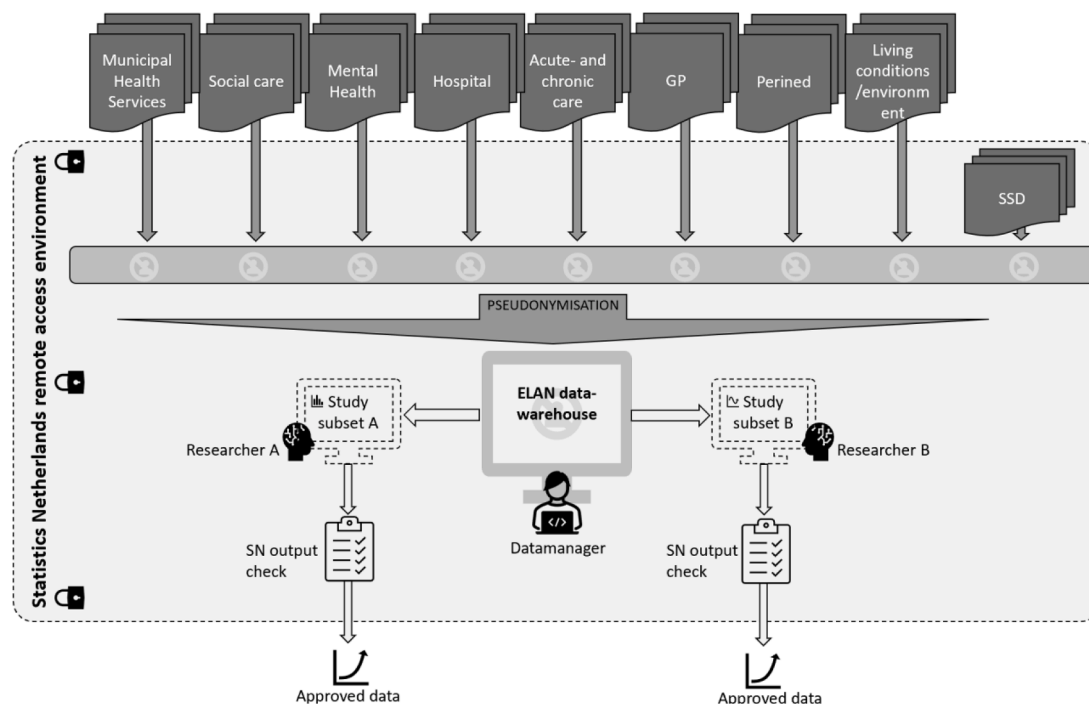 Municipal
Health
Services
Social care
Mental
Health
Hospital
Acute- and
chronic
care
GP
Perined
Living
conditions
/environm
ent
SSD
Statistics Netherlands remote access environment
PSEUDONYMISATION
ELAN data-
warehouse
Study
subset A
Study
subset B
Researcher A
Researcher B
Datamanager
SN output
check
SN output
check
Approved data
Approved data